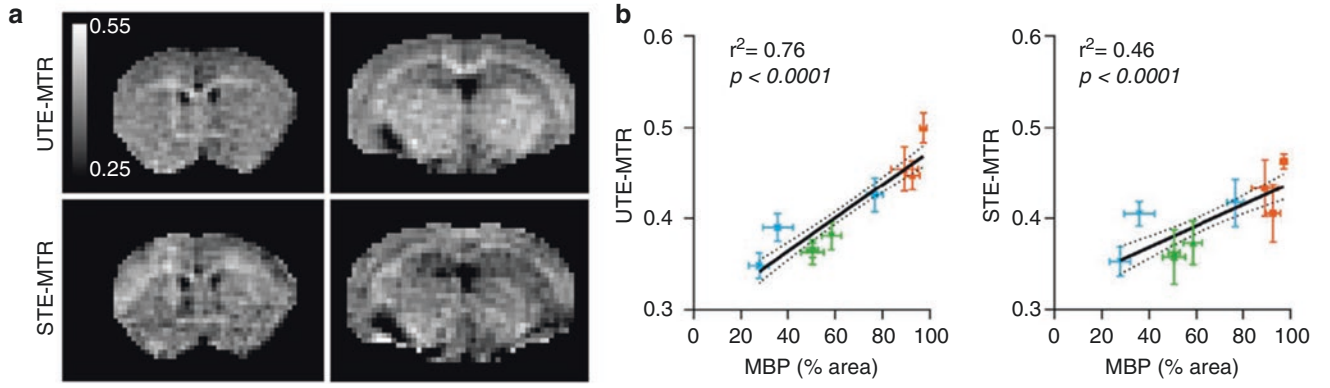 a
UTE-MTR
0.55
0.25
STE-MTR
b
UTE-MTR
0.6
0.5
0.4
0.3
r²= 0.76
p < 0.0001
0 20 40 60 80 100
MBP (% area)
STE-MTR
0.6
0.5
0.4
0.3
r²= 0.46
p < 0.0001
0 20 40 60 80 100
MBP (% area)